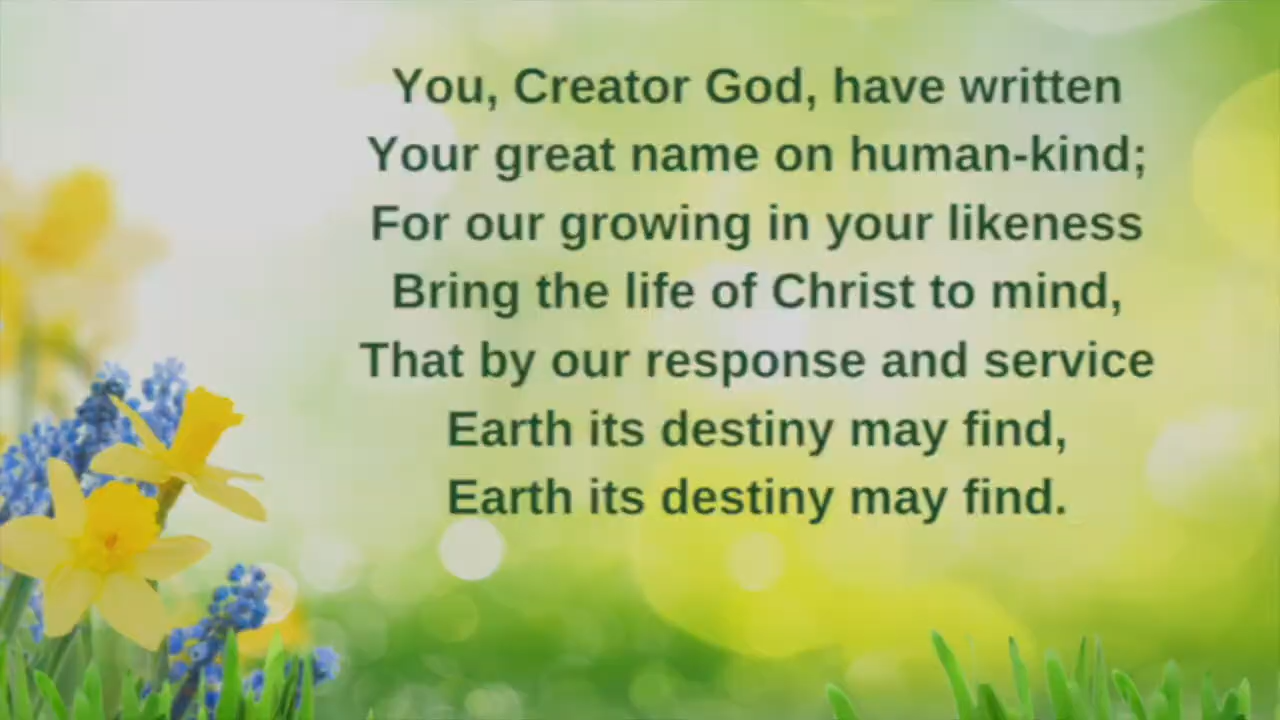 You, Creator God, have written
Your great name on human-kind;
For our growing in your likeness
Bring the life of Christ to mind,
That by our response and service
Earth its destiny may find,
Earth its destiny may find.